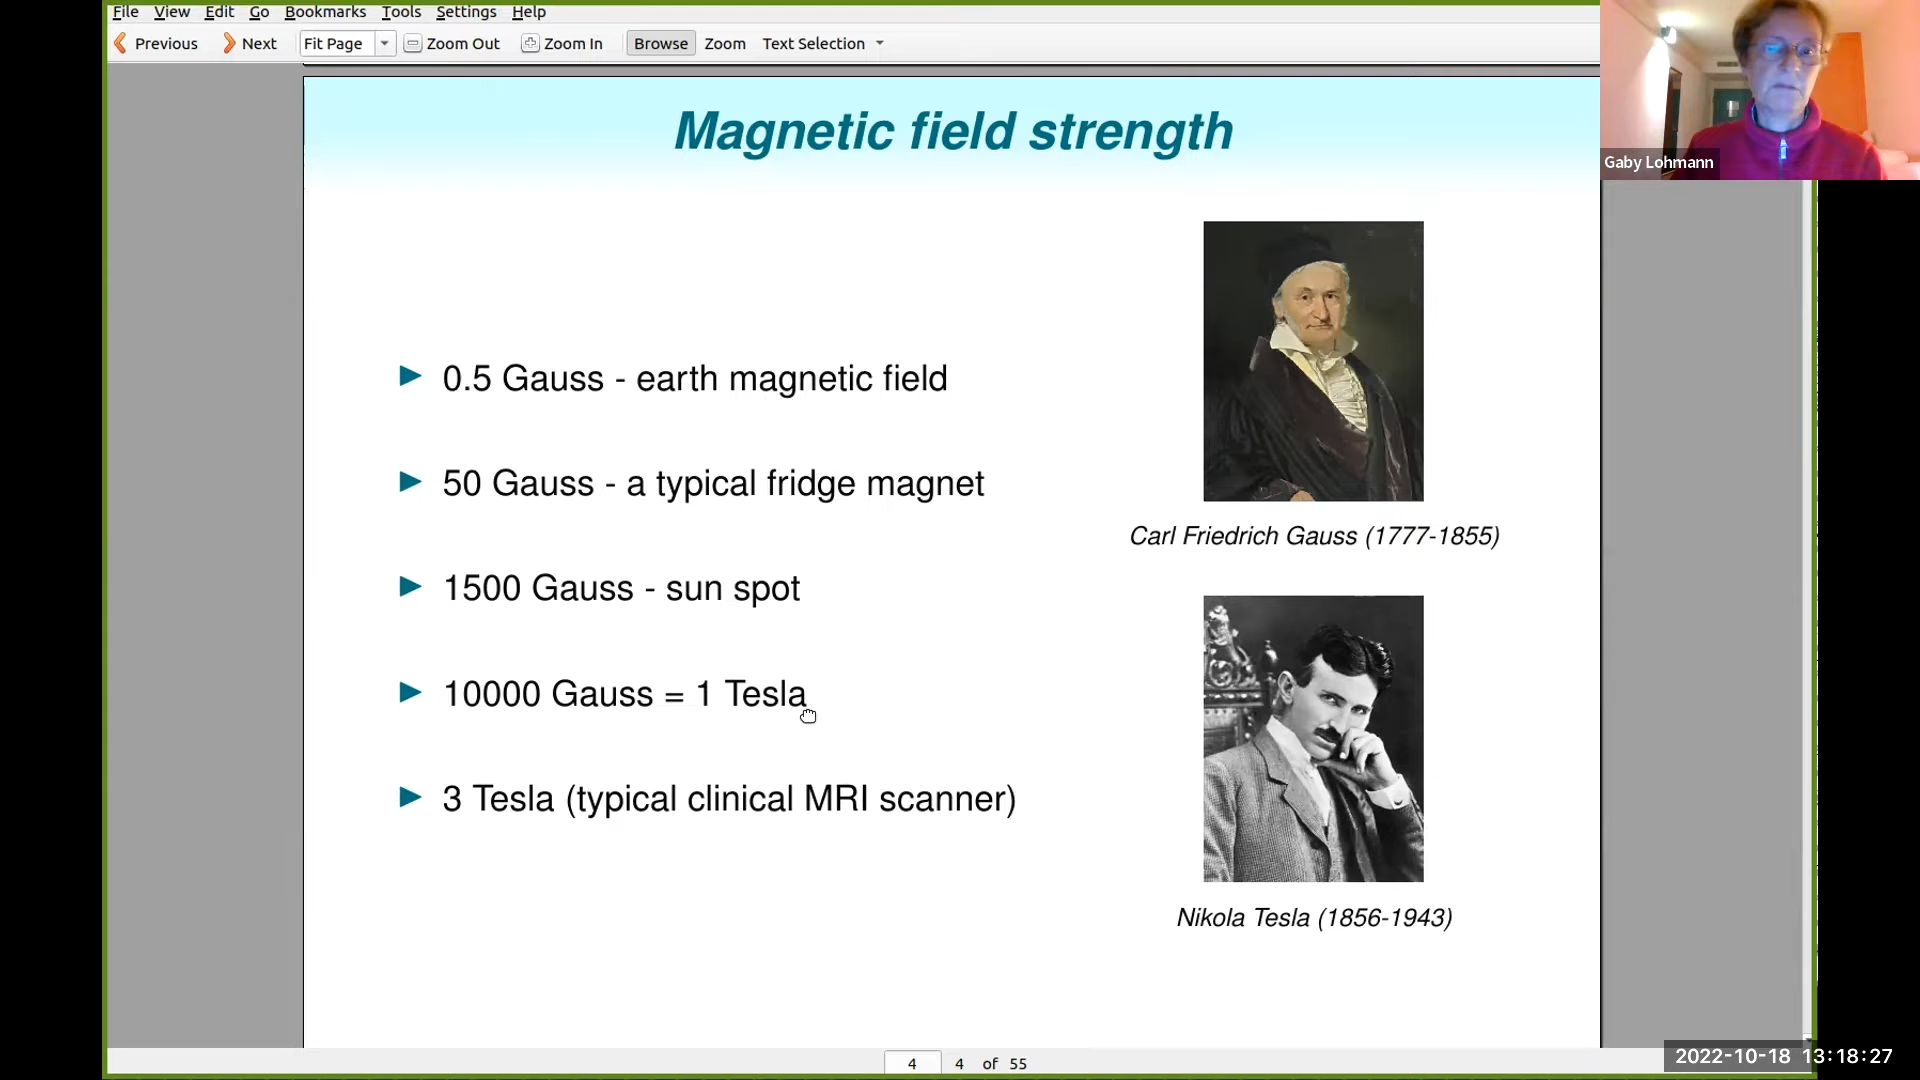 File View Edit Go Bookmarks Tools Settings Help
Previous Next Fit Page Zoom Out Zoom In Browse Zoom Text Selection
Gaby Lohmann
Magnetic field strength
0.5 Gauss - earth magnetic field
50 Gauss - a typical fridge magnet
1500 Gauss - sun spot
10000 Gauss = 1 Tesla
3 Tesla (typical clinical MRI scanner)
Carl Friedrich Gauss (1777-1855)
Nikola Tesla (1856-1943)
4 4 of 55
2022-10-18 13:18:27